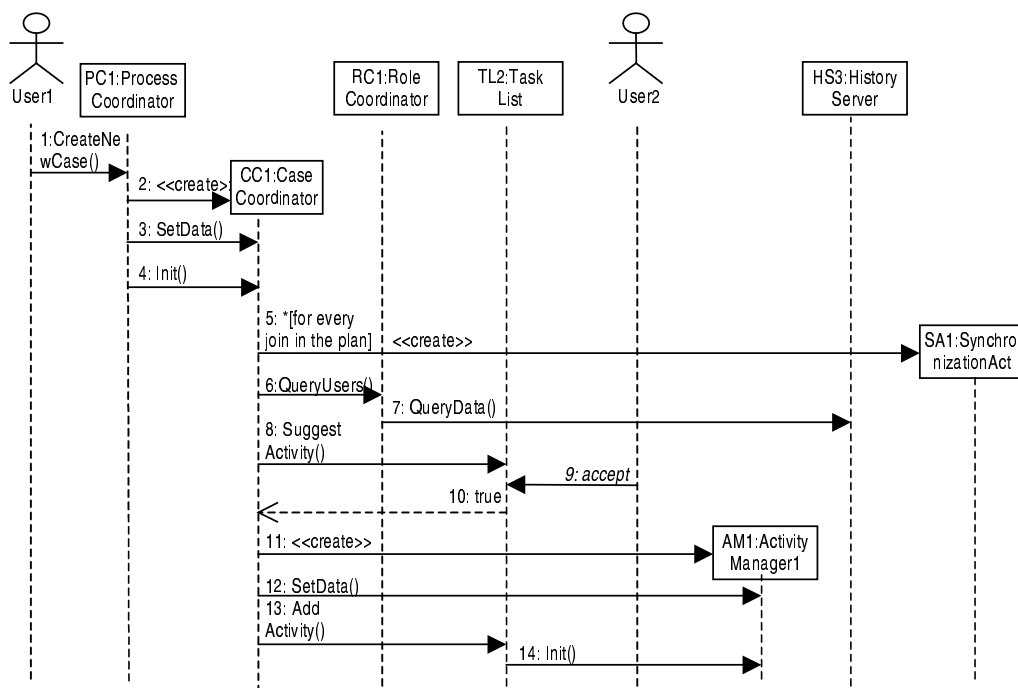 User1
PC1:Process
Coordinator
RC1:Role
Coordinator
TL2:Task
List
User2
HS3:History
Server
1:CreateNe
wCase()
2: <<create>>
CC1:Case
Coordinator
3: SetData()
4: Init()
5: *[for every
join in the plan] <<create>>
SA1:Synchro
nizationAct
6:QueryUsers()
7: QueryData()
8: Suggest
Activity()
9: accept
10: true
11: <<create>>
AM1:Activity
Manager1
12: SetData()
13: Add
Activity()
14: Init()